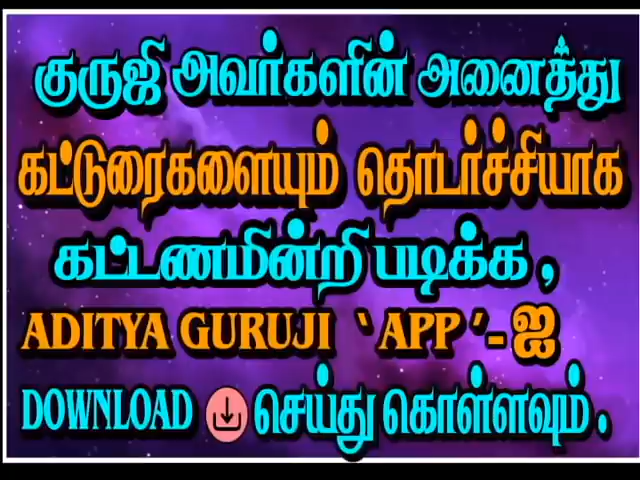 குருஜி அவர்களின் அனைத்து
கட்டுரைகளையும் தொடர்ச்சியாக
கட்டணமின்றி படிக்க ,
ADITYA GURUJI ‘ APP ’-ஐ
DOWNLOAD செய்து கொள்ளவும் .